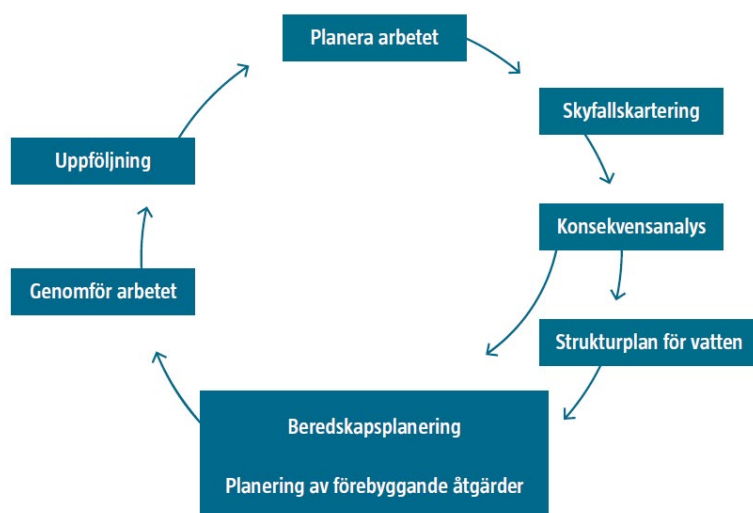 Planera arbetet
Skyfallskartering
Konsekvensanalys
Strukturplan för vatten
Beredskapsplanering
Planering av förebyggande åtgärder
Genomför arbetet
Uppföljning